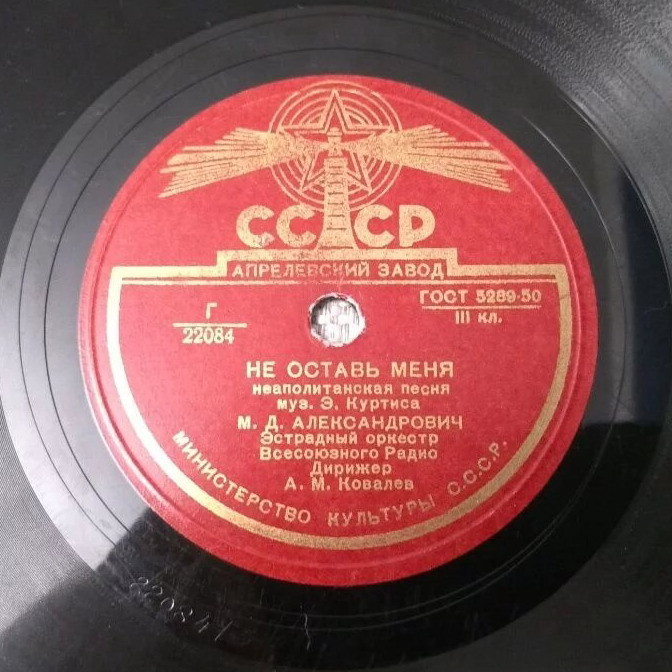 СССР
АПРЕЛЕВСКИЙ ЗАВОД
Г
22084
ГОСТ 5289-50
III кл.
НЕ ОСТАВЬ МЕНЯ
неаполитанская песня
муз. Э. Куртиса
М. Д. АЛЕКСАНДРОВИЧ
Эстрадный оркестр
Всесоюзного Радио
Дирижер
А. М. Ковалев
МИНИСТЕРСТВО КУЛЬТУРЫ С.С.С.Р.